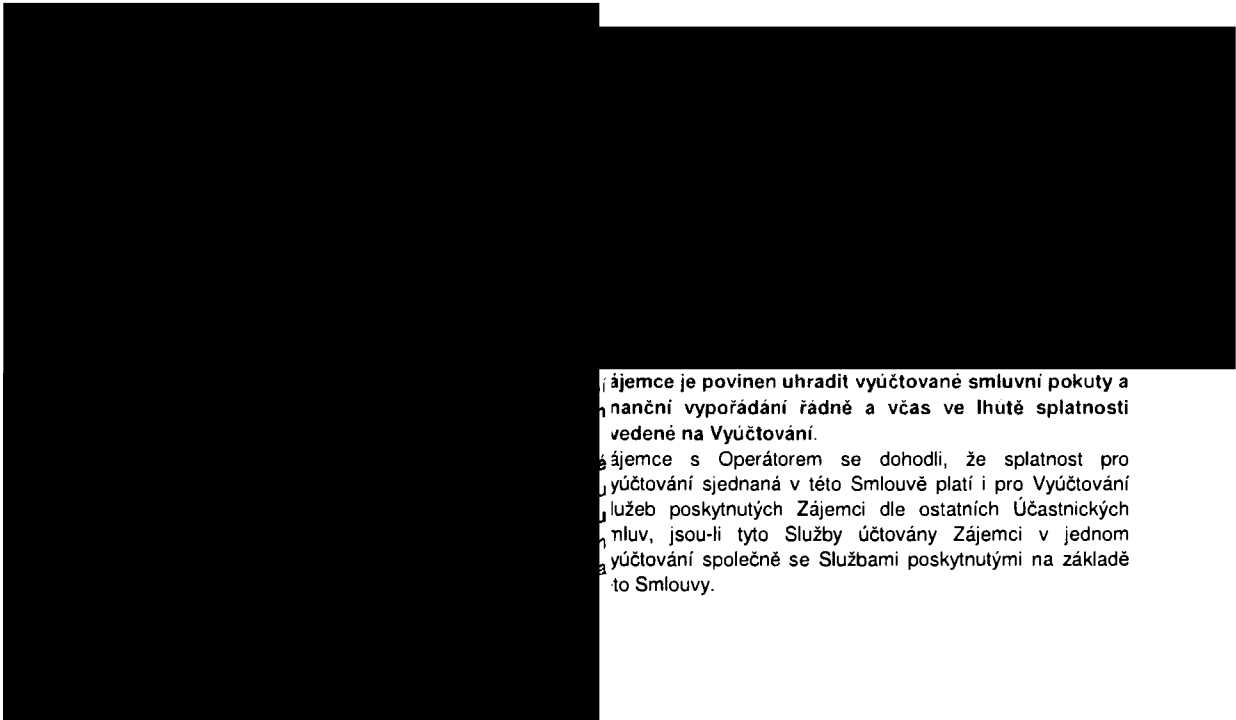 ájemce je povinen uhradit vyúčtované smluvní pokuty a
nanční vypořádání řádně a včas ve lhůtě splatnosti
vedené na Vyúčtování.
ájemce s Operátorem se dohodli, že splatnost pro
yúčtování sjednaná v této Smlouvě platí i pro Vyúčtování
lužeb poskytnutých Zájemci dle ostatních Účastnických
mluv, jsou-li tyto Služby účtovány Zájemci v jednom
yúčtování společně se Službami poskytnutými na základě
to Smlouvy.